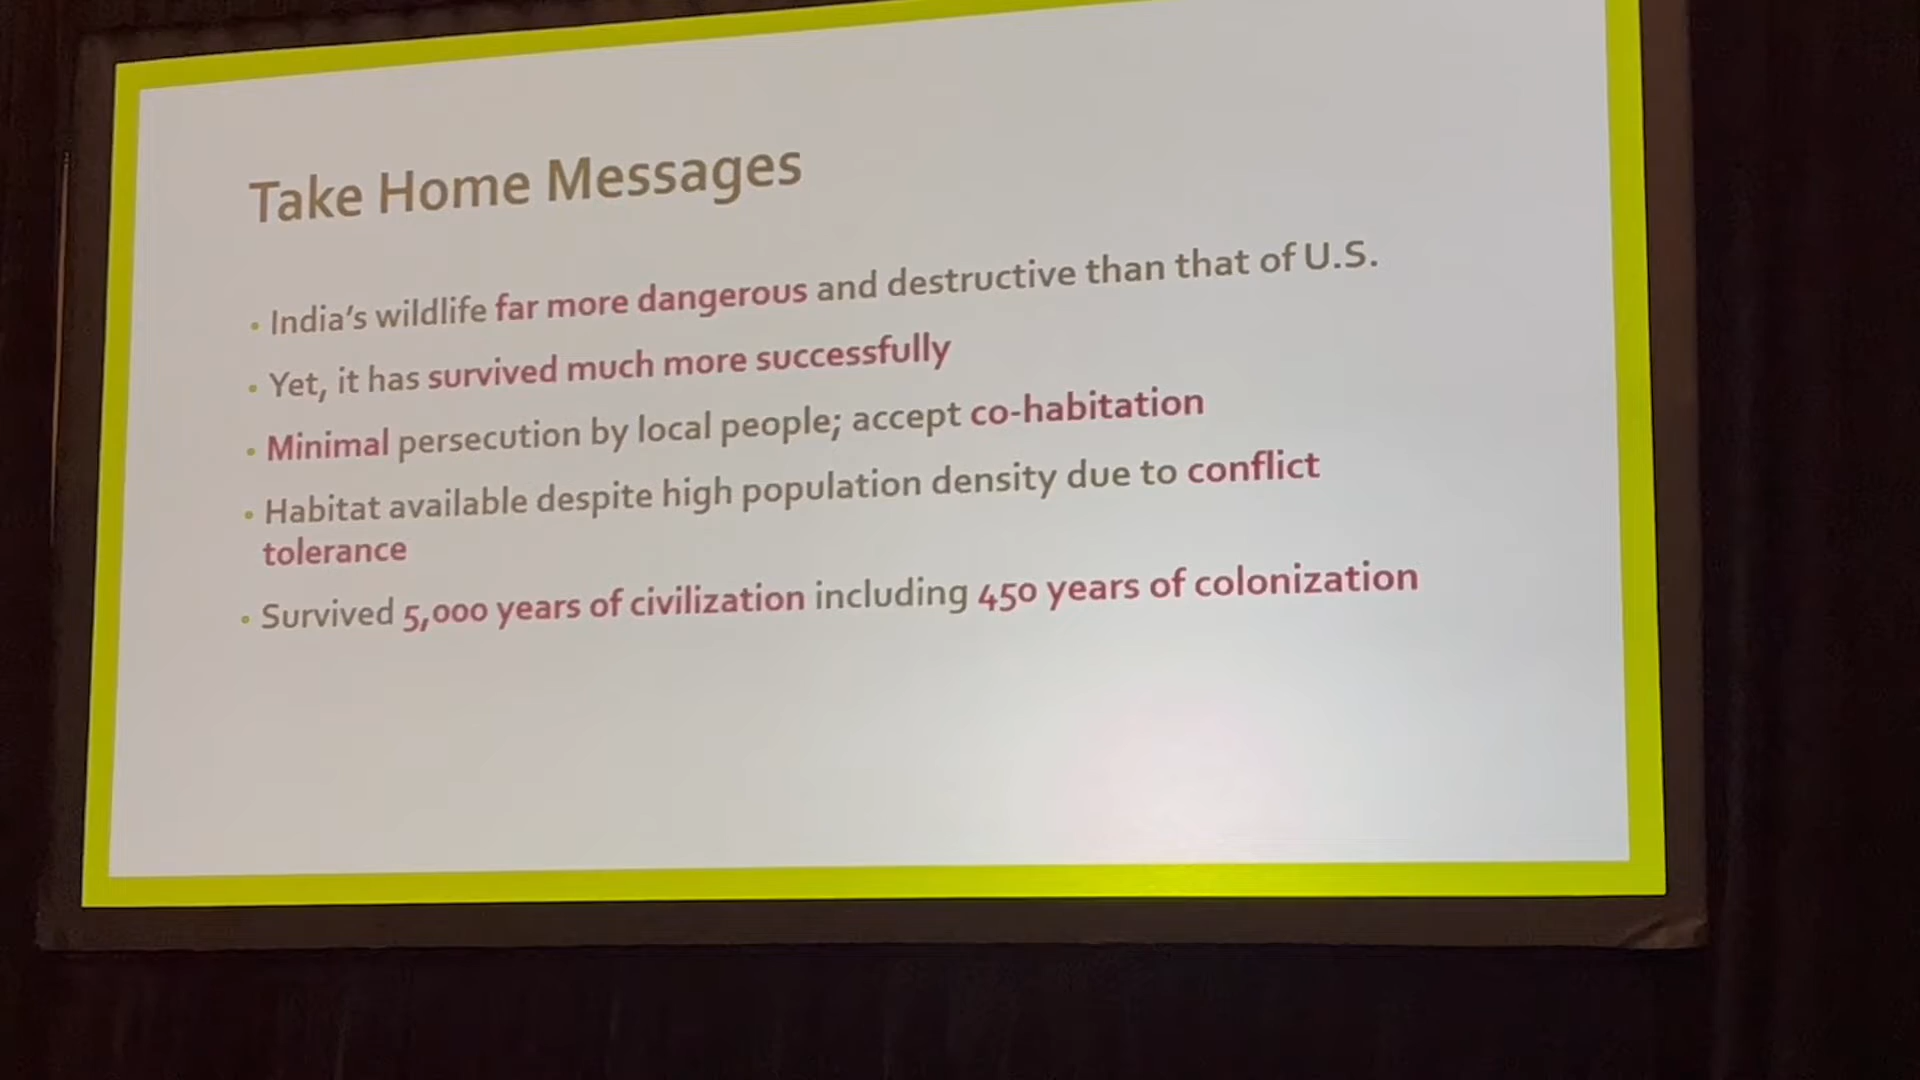 Take Home Messages
• India's wildlife far more dangerous and destructive than that of U.S.
• Yet, it has survived much more successfully
• Minimal persecution by local people; accept co-habitation
• Habitat available despite high population density due to conflict
tolerance
• Survived 5,000 years of civilization including 450 years of colonization